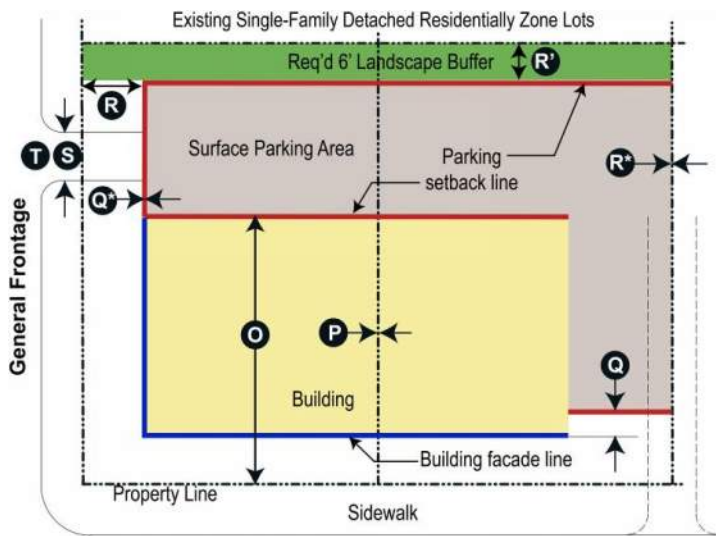 Existing Single-Family Detached Residentially Zone Lots
Req'd 6' Landscape Buffer
R'
R
Surface Parking Area
Parking
setback line
T S
R*
Q*
General Frontage
O
P
Q
Building
Building facade line
Property Line
Sidewalk